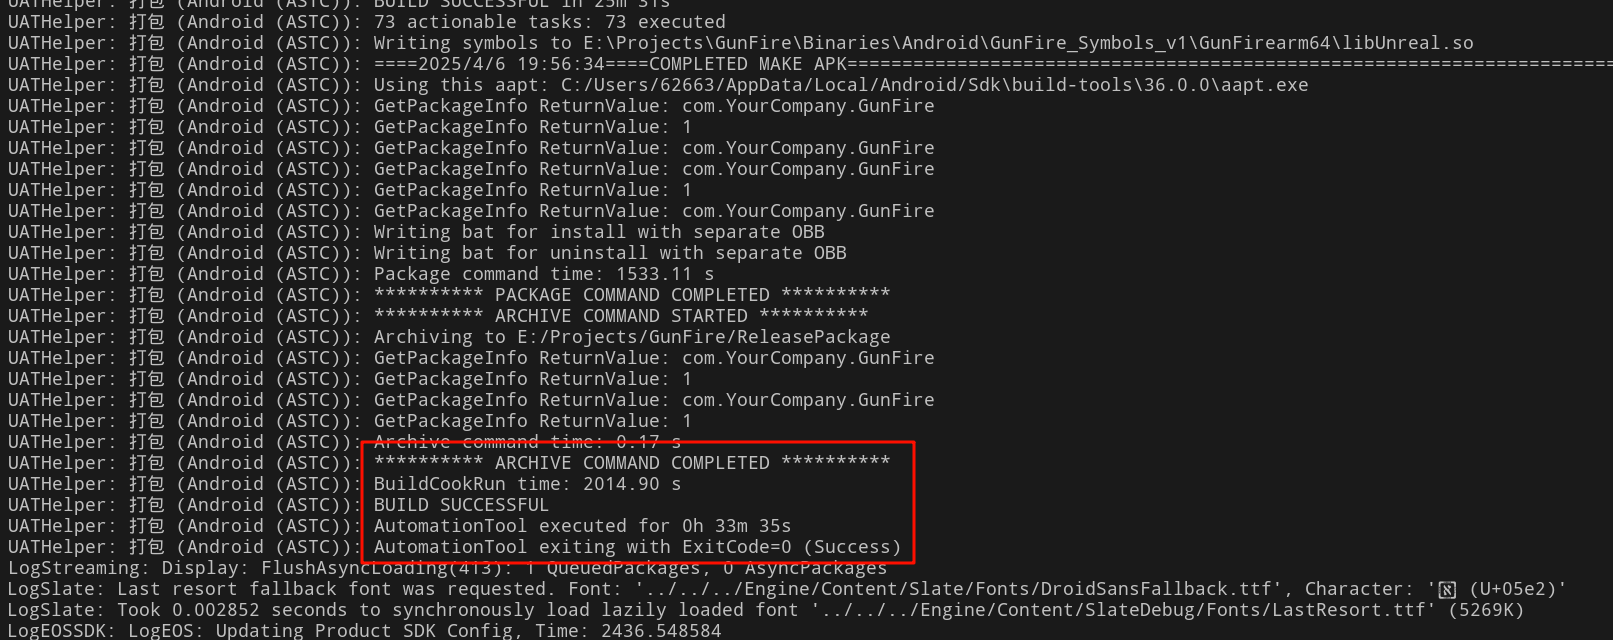 UATHelper: 打包 (Android (ASTC)): BUILD SUCCESSFUL in 25m 31s
UATHelper: 打包 (Android (ASTC)): 73 actionable tasks: 73 executed
UATHelper: 打包 (Android (ASTC)): Writing symbols to E:\Projects\GunFire\Binaries\Android\GunFire_Symbols_v1\GunFirearm64\libUnreal.so
UATHelper: 打包 (Android (ASTC)): ====2025/4/6 19:56:34====COMPLETED MAKE APK======================================================================
UATHelper: 打包 (Android (ASTC)): Using this aapt: C:/Users/62663/AppData/Local/Android/Sdk\build-tools\36.0.0\aapt.exe
UATHelper: 打包 (Android (ASTC)): GetPackageInfo ReturnValue: com.YourCompany.GunFire
UATHelper: 打包 (Android (ASTC)): GetPackageInfo ReturnValue: 1
UATHelper: 打包 (Android (ASTC)): GetPackageInfo ReturnValue: com.YourCompany.GunFire
UATHelper: 打包 (Android (ASTC)): GetPackageInfo ReturnValue: com.YourCompany.GunFire
UATHelper: 打包 (Android (ASTC)): GetPackageInfo ReturnValue: 1
UATHelper: 打包 (Android (ASTC)): GetPackageInfo ReturnValue: com.YourCompany.GunFire
UATHelper: 打包 (Android (ASTC)): Writing bat for install with separate OBB
UATHelper: 打包 (Android (ASTC)): Writing bat for uninstall with separate OBB
UATHelper: 打包 (Android (ASTC)): Package command time: 1533.11 s
UATHelper: 打包 (Android (ASTC)): ********** PACKAGE COMMAND COMPLETED **********
UATHelper: 打包 (Android (ASTC)): ********** ARCHIVE COMMAND STARTED **********
UATHelper: 打包 (Android (ASTC)): Archiving to E:/Projects/GunFire/ReleasePackage
UATHelper: 打包 (Android (ASTC)): GetPackageInfo ReturnValue: com.YourCompany.GunFire
UATHelper: 打包 (Android (ASTC)): GetPackageInfo ReturnValue: 1
UATHelper: 打包 (Android (ASTC)): GetPackageInfo ReturnValue: com.YourCompany.GunFire
UATHelper: 打包 (Android (ASTC)): GetPackageInfo ReturnValue: 1
UATHelper: 打包 (Android (ASTC)): Archive command time: 0.17 s
UATHelper: 打包 (Android (ASTC)): ********** ARCHIVE COMMAND COMPLETED **********
UATHelper: 打包 (Android (ASTC)): BuildCookRun time: 2014.90 s
UATHelper: 打包 (Android (ASTC)): BUILD SUCCESSFUL
UATHelper: 打包 (Android (ASTC)): AutomationTool executed for 0h 33m 35s
UATHelper: 打包 (Android (ASTC)): AutomationTool exiting with ExitCode=0 (Success)
LogStreaming: Display: FlushAsyncLoading(413): 1 QueuedPackages, 0 AsyncPackages
LogSlate: Last resort fallback font was requested. Font: '../../../Engine/Content/Slate/Fonts/DroidSansFallback.ttf', Character: 'ע (U+05e2)'
LogSlate: Took 0.002852 seconds to synchronously load lazily loaded font '../../../Engine/Content/SlateDebug/Fonts/LastResort.ttf' (5269K)
LogEOSSDK: LogEOS: Updating Product SDK Config, Time: 2436.548584